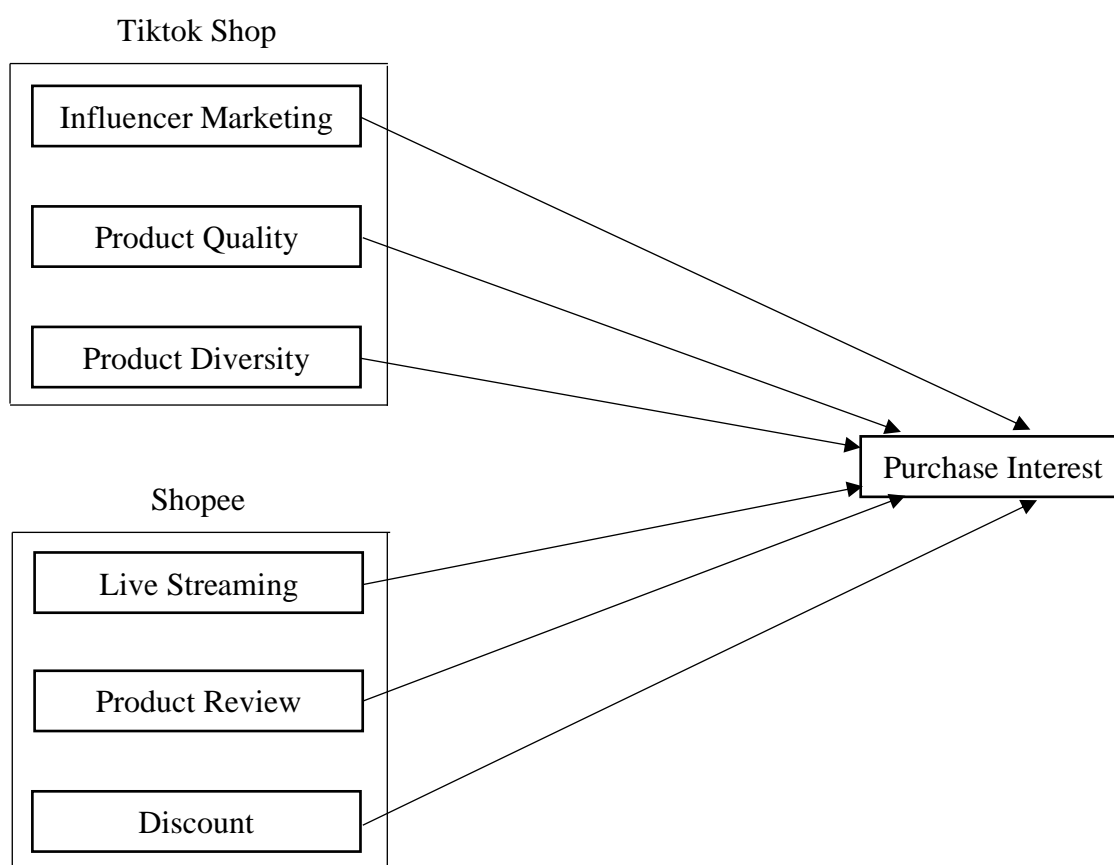 Tiktok Shop
Influencer Marketing
Product Quality
Product Diversity
Purchase Interest
Shopee
Live Streaming
Product Review
Discount